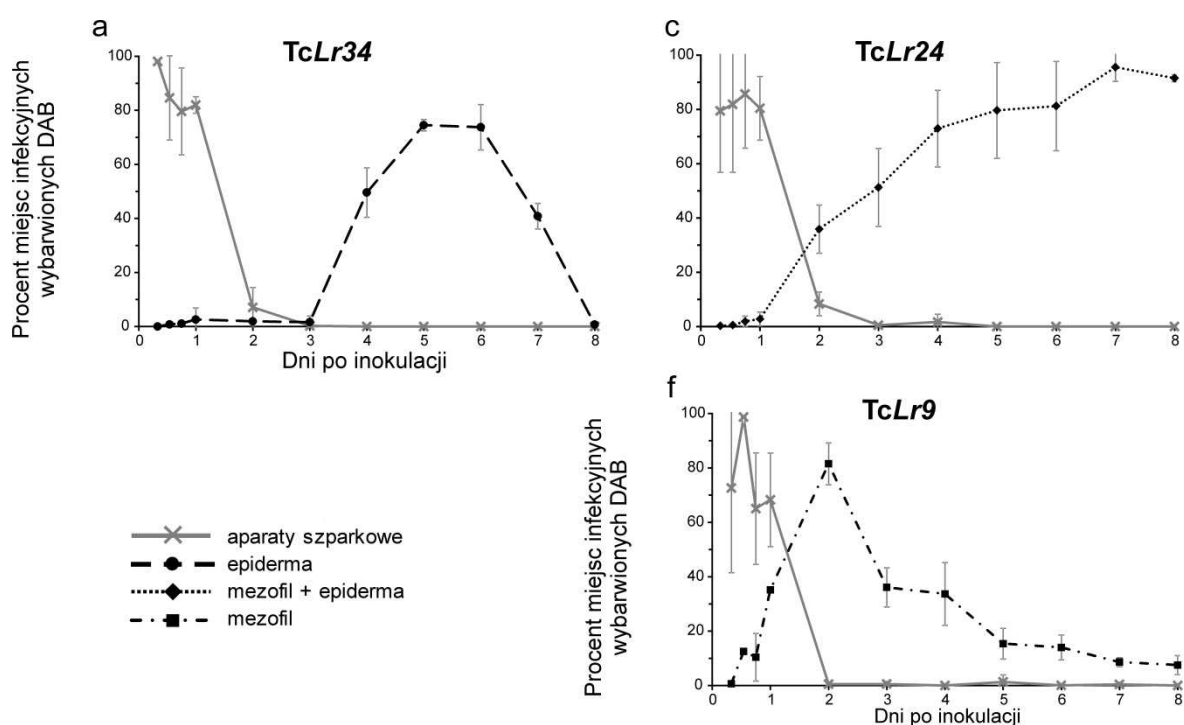 a
TcLr34
Procent miejsc infekcyjnych
wybarwionych DAB
100
80
60
40
20
0
0 1 2 3 4 5 6 7 8
Dni po inokulacji
c
TcLr24
100
80
60
40
20
0
0 1 2 3 4 5 6 7 8
f
TcLr9
Procent miejsc infekcyjnych
wybarwionych DAB
100
80
60
40
20
0
0 1 2 3 4 5 6 7 8
Dni po inokulacji
aparaty szparkowe
epiderma
mezofil + epiderma
mezofil